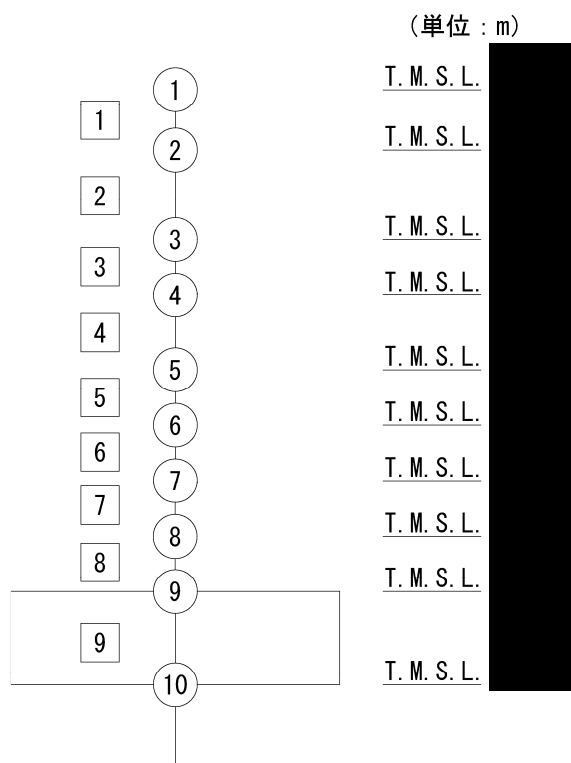 (単位:m)
① T.M.S.L.
1
② T.M.S.L.
2
③ T.M.S.L.
3
④ T.M.S.L.
4
⑤ T.M.S.L.
5
⑥ T.M.S.L.
6
⑦ T.M.S.L.
7
⑧ T.M.S.L.
8
⑨ T.M.S.L.
9
⑩ T.M.S.L.